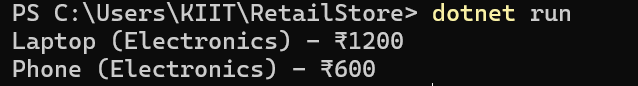 PS C:\Users\KIIT\RetailStore> dotnet run
Laptop (Electronics) - ₹1200
Phone (Electronics) - ₹600